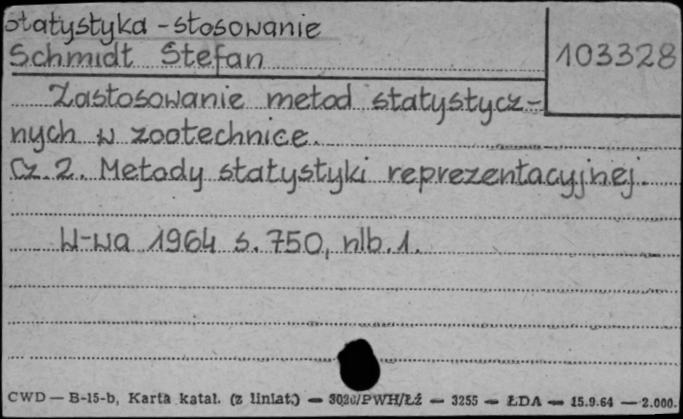 statystyka - stosowanie
Schmidt Stefan
103328
Zastosowanie metod statystycz-
nych w zootechnice.
Cz. 2. Metody statystyki reprezentacyjnej.
W-wa 1964 s. 750, nlb. 1.
CWD — B-15-b, Karta katal. (z liniat.) — 3020/PWH/Łź — 3255 — ŁDA — 15.9.64 — 2.000.